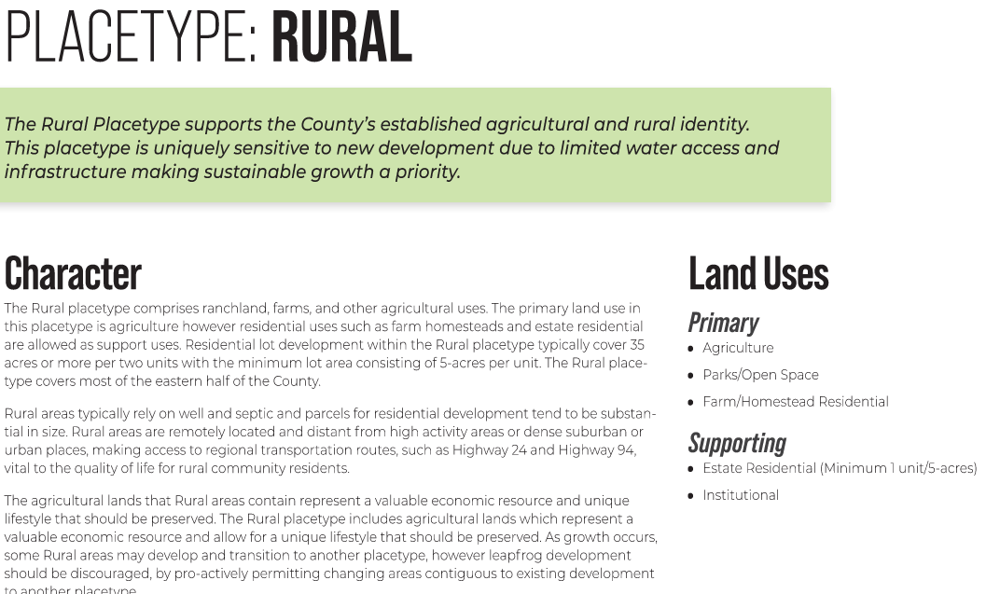 PLACETYPE: RURAL
The Rural Placetype supports the County’s established agricultural and rural identity.
This placetype is uniquely sensitive to new development due to limited water access and
infrastructure making sustainable growth a priority.
Character
The Rural placetype comprises ranchland, farms, and other agricultural uses. The primary land use in
this placetype is agriculture however residential uses such as farm homesteads and estate residential
are allowed as support uses. Residential lot development within the Rural placetype typically cover 35
acres or more per two units with the minimum lot area consisting of 5-acres per unit. The Rural place-
type covers most of the eastern half of the County.
Rural areas typically rely on well and septic and parcels for residential development tend to be substan-
tial in size. Rural areas are remotely located and distant from high activity areas or dense suburban or
urban places, making access to regional transportation routes, such as Highway 24 and Highway 94,
vital to the quality of life for rural community residents.
The agricultural lands that Rural areas contain represent a valuable economic resource and unique
lifestyle that should be preserved. The Rural placetype includes agricultural lands which represent a
valuable economic resource and allow for a unique lifestyle that should be preserved. As growth occurs,
some Rural areas may develop and transition to another placetype, however leapfrog development
should be discouraged, by pro-actively permitting changing areas contiguous to existing development
to another placetype.
Land Uses
Primary
• Agriculture
• Parks/Open Space
• Farm/Homestead Residential
Supporting
• Estate Residential (Minimum 1 unit/5-acres)
• Institutional